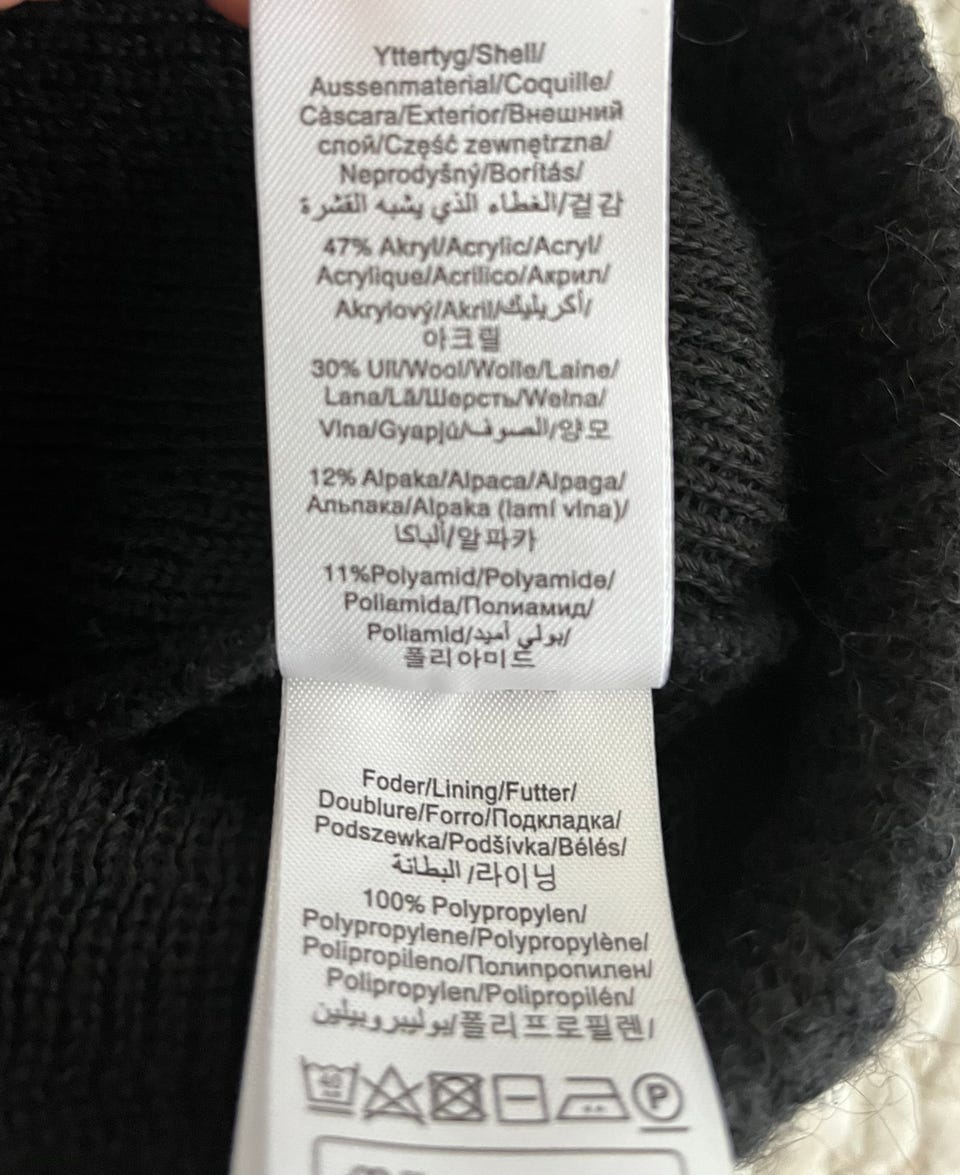 Yttertyg/Shell/
Aussenmaterial/Coquille/
Càscara/Exterior/Внешний
слой/Część zewnętrzna/
Neprodyšný/Borítás/
الغطاء الذي يشبه القشرة/겉감
47% Akryl/Acrylic/Acryl/
Acrylique/Acrilico/Акрил/
Akrylový/Akril/أكريليك/
아크릴
30% Ull/Wool/Wolle/Laine/
Lana/Lã/Шерсть/Wełna/
Vlna/Gyapjú/الصوف/양모
12% Alpaka/Alpaca/Alpaga/
Альпака/Alpaka (lamí vlna)/
ألباكا/알파카
11%Polyamid/Polyamide/
Poliamida/Полиамид/
Poliamid/بولي أميد/
폴리아미드
Foder/Lining/Futter/
Doublure/Forro/Подкладка/
Podszewka/Podšívka/Bélés/
البطانة/라이닝
100% Polypropylen/
Polypropylene/Polypropylène/
Polipropileno/Полипропилен/
Polipropylen/Polipropilén/
بوليبروبيلين/폴리프로필렌/
40 P